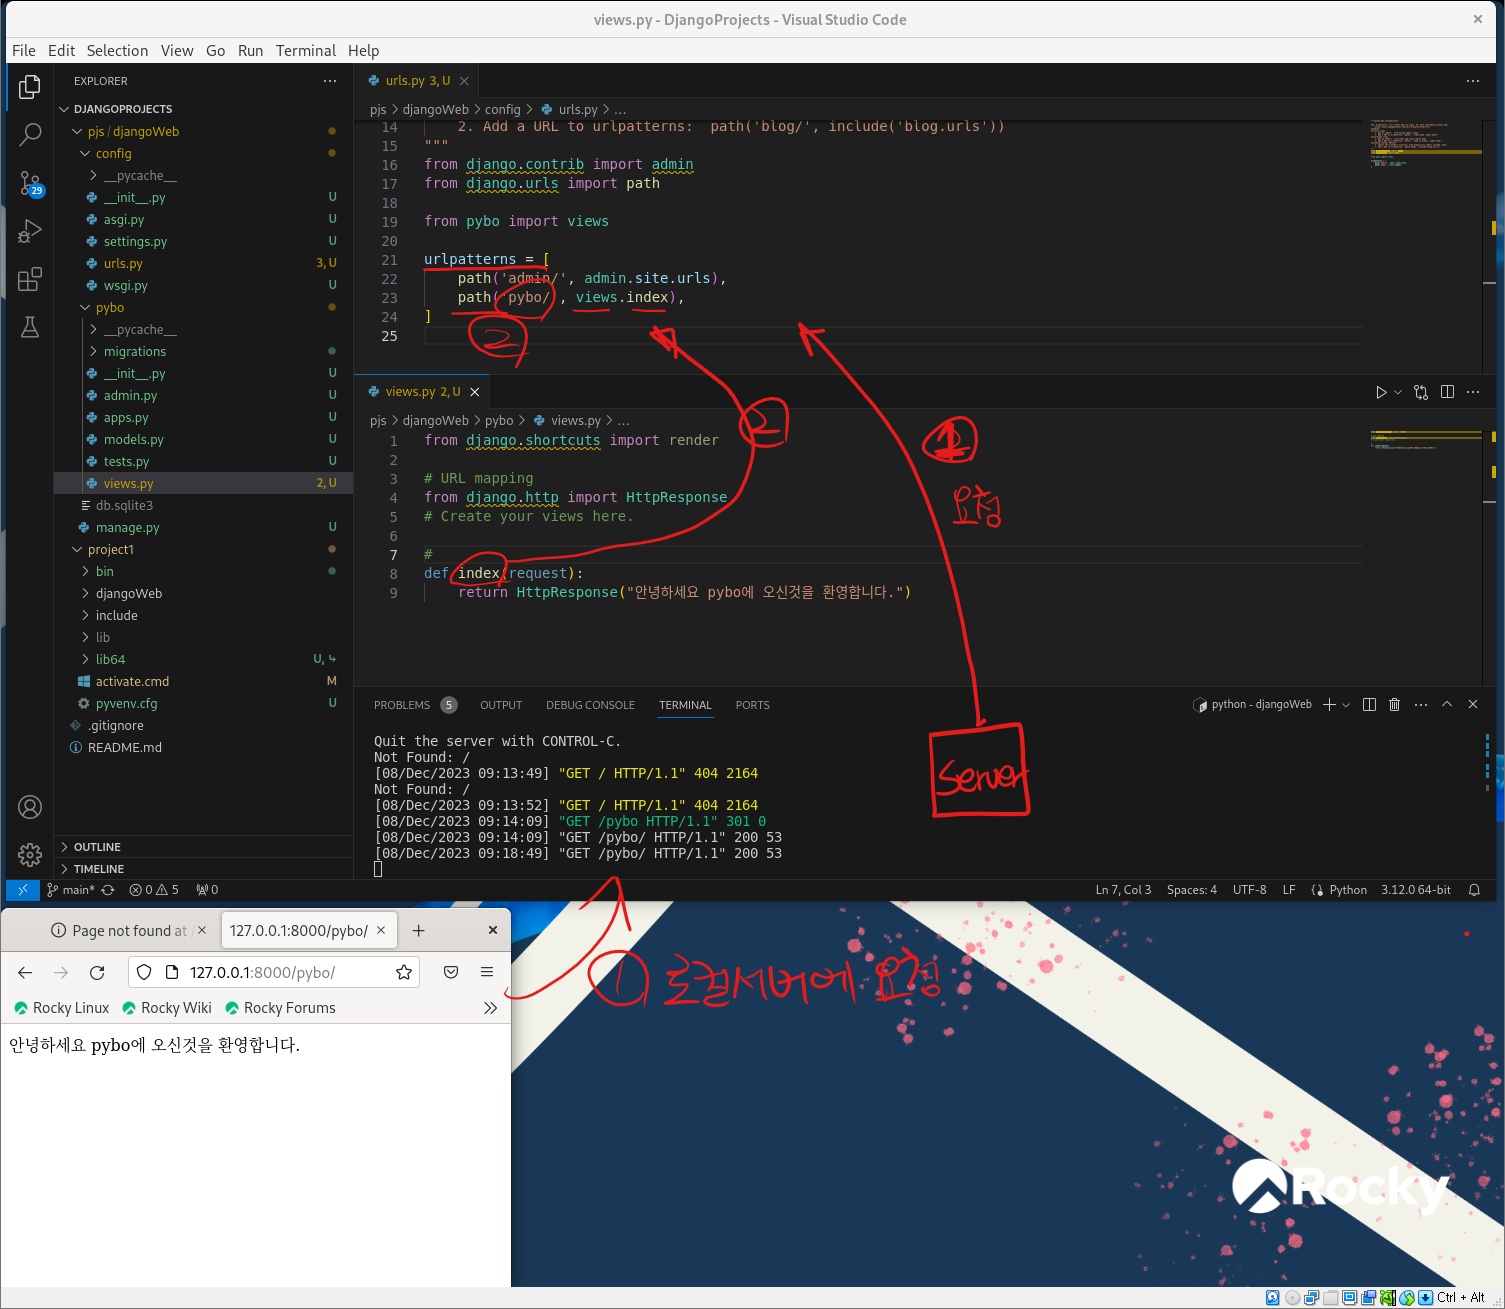 views.py - DjangoProjects - Visual Studio Code
File Edit Selection View Go Run Terminal Help
EXPLORER
DJANGOPROJECTS
pjs / djangoWeb
config
__pycache__
__init__.py U
asgi.py U
settings.py U
urls.py 3, U
wsgi.py U
pybo
__pycache__
migrations
__init__.py U
admin.py U
apps.py U
models.py U
tests.py U
views.py 2, U
db.sqlite3
manage.py U
project1
bin
djangoWeb
include
lib
lib64 U,
activate.cmd M
pyvenv.cfg U
.gitignore
README.md
OUTLINE
TIMELINE
29
urls.py 3, U
pjs > djangoWeb > config > urls.py > ...
14 2. Add a URL to urlpatterns: path('blog/', include('blog.urls'))
15 """
16 from django.contrib import admin
17 from django.urls import path
18
19 from pybo import views
20
21 urlpatterns = [
22 path('admin/', admin.site.urls),
23 path('pybo/', views.index),
24 ]
25
②
views.py 2, U
pjs > djangoWeb > pybo > views.py > ...
1 from django.shortcuts import render
2
3 # URL mapping
4 from django.http import HttpResponse
5 # Create your views here.
6
7 #
8 def index(request):
9 return HttpResponse("안녕하세요 pybo에 오신것을 환영합니다.")
②
요청
Server
PROBLEMS 5 OUTPUT DEBUG CONSOLE TERMINAL PORTS
python - djangoWeb
Quit the server with CONTROL-C.
Not Found: /
[08/Dec/2023 09:13:49] "GET / HTTP/1.1" 404 2164
Not Found: /
[08/Dec/2023 09:13:52] "GET / HTTP/1.1" 404 2164
[08/Dec/2023 09:14:09] "GET /pybo HTTP/1.1" 301 0
[08/Dec/2023 09:14:09] "GET /pybo/ HTTP/1.1" 200 53
[08/Dec/2023 09:18:49] "GET /pybo/ HTTP/1.1" 200 53
main* 0 5 0 Ln 7, Col 3 Spaces: 4 UTF-8 LF Python 3.12.0 64-bit
Page not found at / 127.0.0.1:8000/pybo/
127.0.0.1:8000/pybo/
Rocky Linux Rocky Wiki Rocky Forums
안녕하세요 pybo에 오신것을 환영합니다.
① 로컬서버에 요청
Rocky
Ctrl + Alt